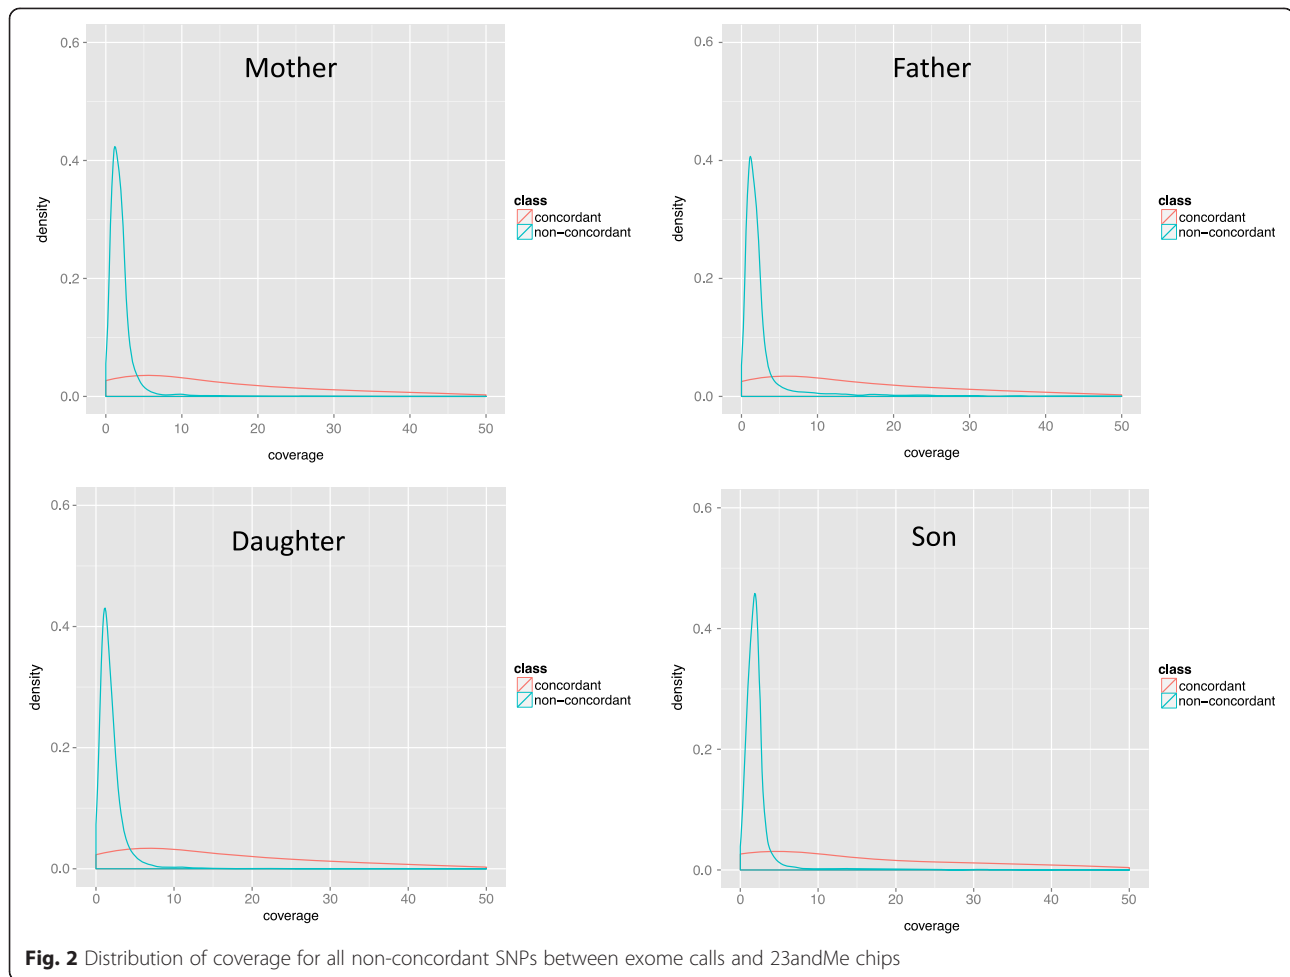 Mother
0.6
0.4
0.2
0.0
density
0 10 20 30 40 50
coverage
class
concordant
non-concordant
Father
0.6
0.4
0.2
0.0
density
0 10 20 30 40 50
coverage
class
concordant
non-concordant
Daughter
0.6
0.4
0.2
0.0
density
0 10 20 30 40 50
coverage
class
concordant
non-concordant
Son
0.6
0.4
0.2
0.0
density
0 10 20 30 40 50
coverage
class
concordant
non-concordant
Fig. 2 Distribution of coverage for all non-concordant SNPs between exome calls and 23andMe chips